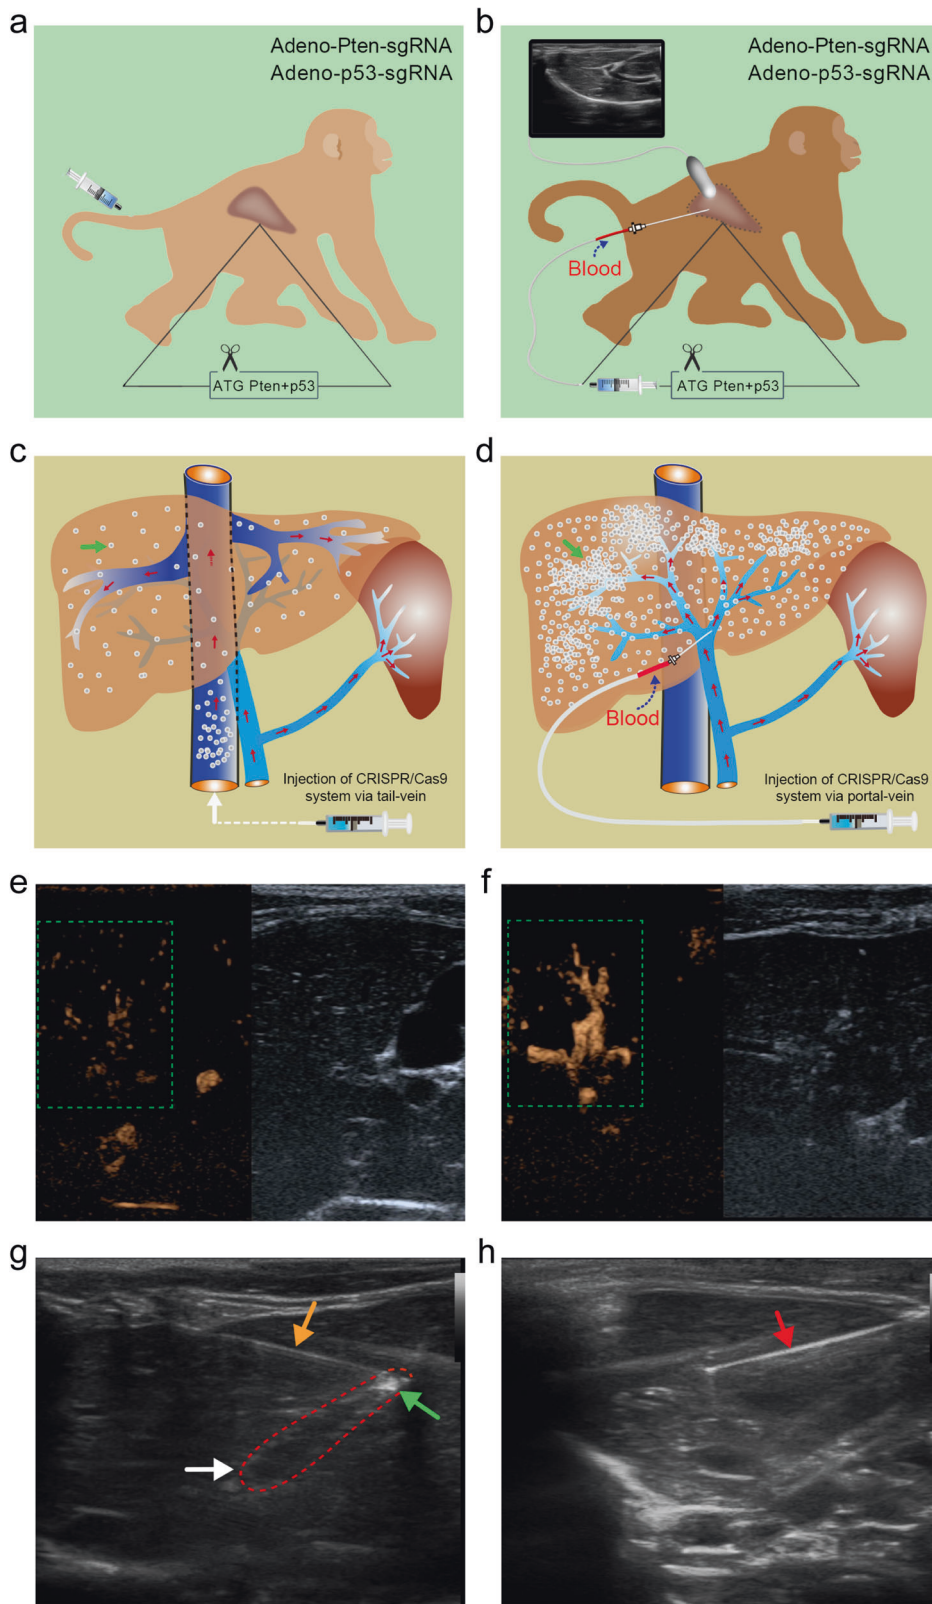 a
Adeno-Pten-sgRNA
Adeno-p53-sgRNA
ATG Pten+p53
b
Adeno-Pten-sgRNA
Adeno-p53-sgRNA
Blood
ATG Pten+p53
c
Injection of CRISPR/Cas9
system via tail-vein
d
Blood
Injection of CRISPR/Cas9
system via portal-vein
e
f
g
h